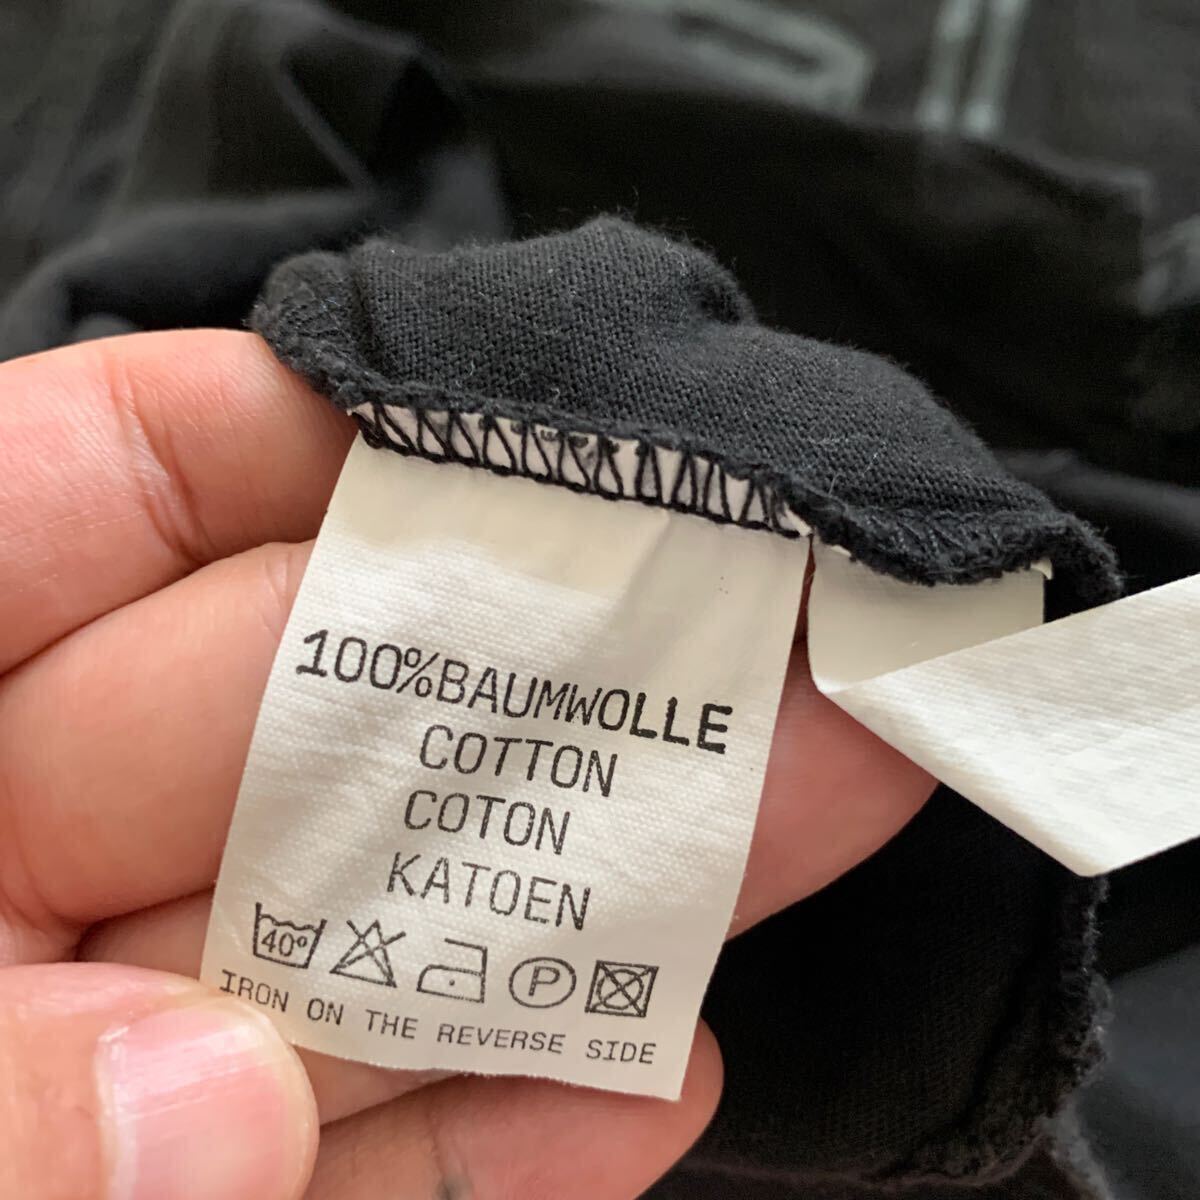 100%BAUMWOLLE
COTTON
COTON
KATOEN
40° P
IRON ON THE REVERSE SIDE